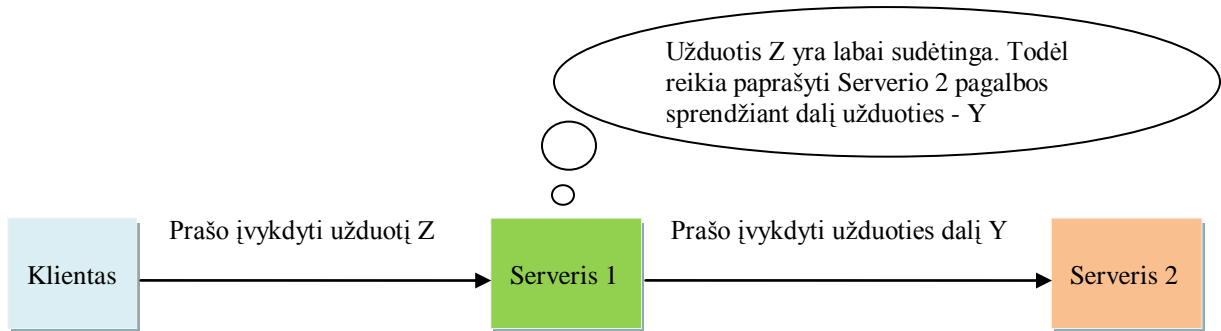 Užduotis Z yra labai sudėtinga. Todėl
reikia paprašyti Serverio 2 pagalbos
sprendžiant dalį užduoties - Y
Prašo įvykdyti užduotį Z
Prašo įvykdyti užduoties dalį Y
Klientas
Serveris 1
Serveris 2